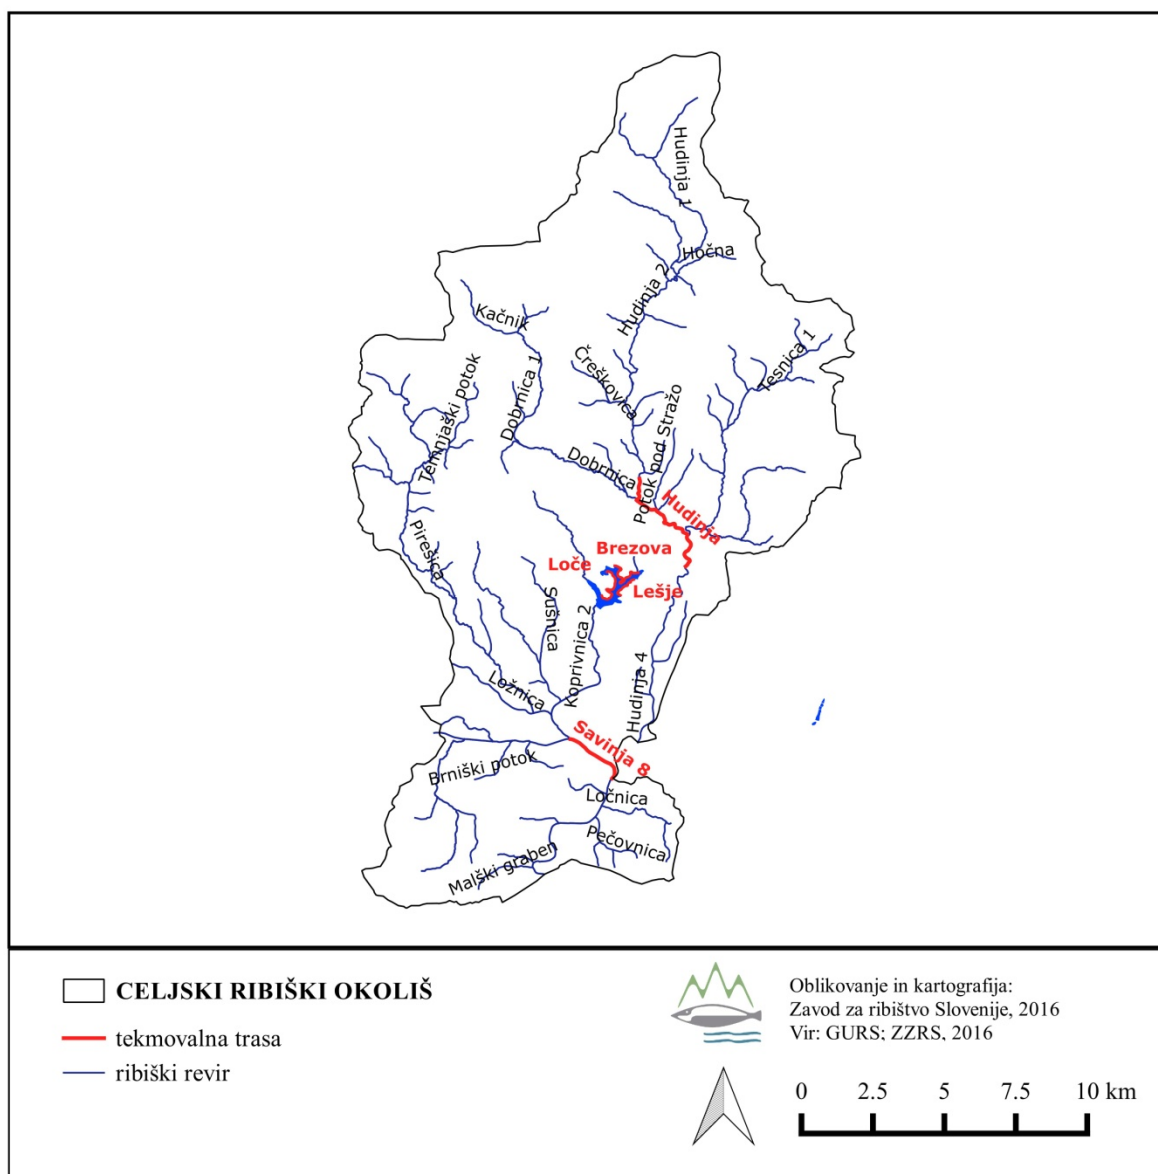 Hudinja 1
Hočna
Hudinja 2
Kačnik
Tesnica 1
Čreškovica
Temnjaški potok
Dobrnica 1
Potok pod Stražo
Dobrnica
Hudinja
Pirešica
Brezova
Loče
Lešje
Sušnica
Koprivnica 2
Hudinja 4
Ložnica
Savinja 8
Brniški potok
Ločnica
Pečovnica
Malški graben
CELJSKI RIBIŠKI OKOLIŠ
tekmovalna trasa
ribiški revir
Oblikovanje in kartografija:
Zavod za ribištvo Slovenije, 2016
Vir: GURS; ZZRS, 2016
0 2.5 5 7.5 10 km